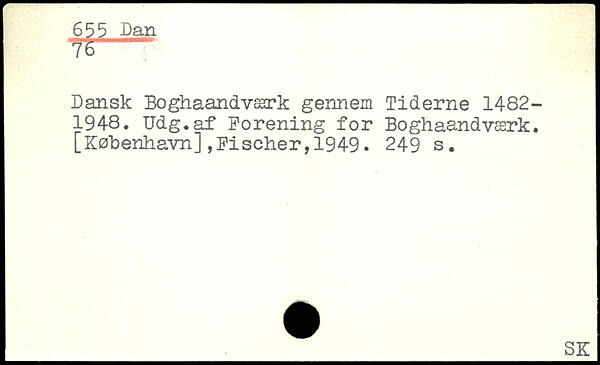 655 Dan
76
Dansk Boghaandværk gennem Tiderne 1482-
1948. Udg.af Forening for Boghaandværk.
[København],Fischer,1949. 249 s.
SK